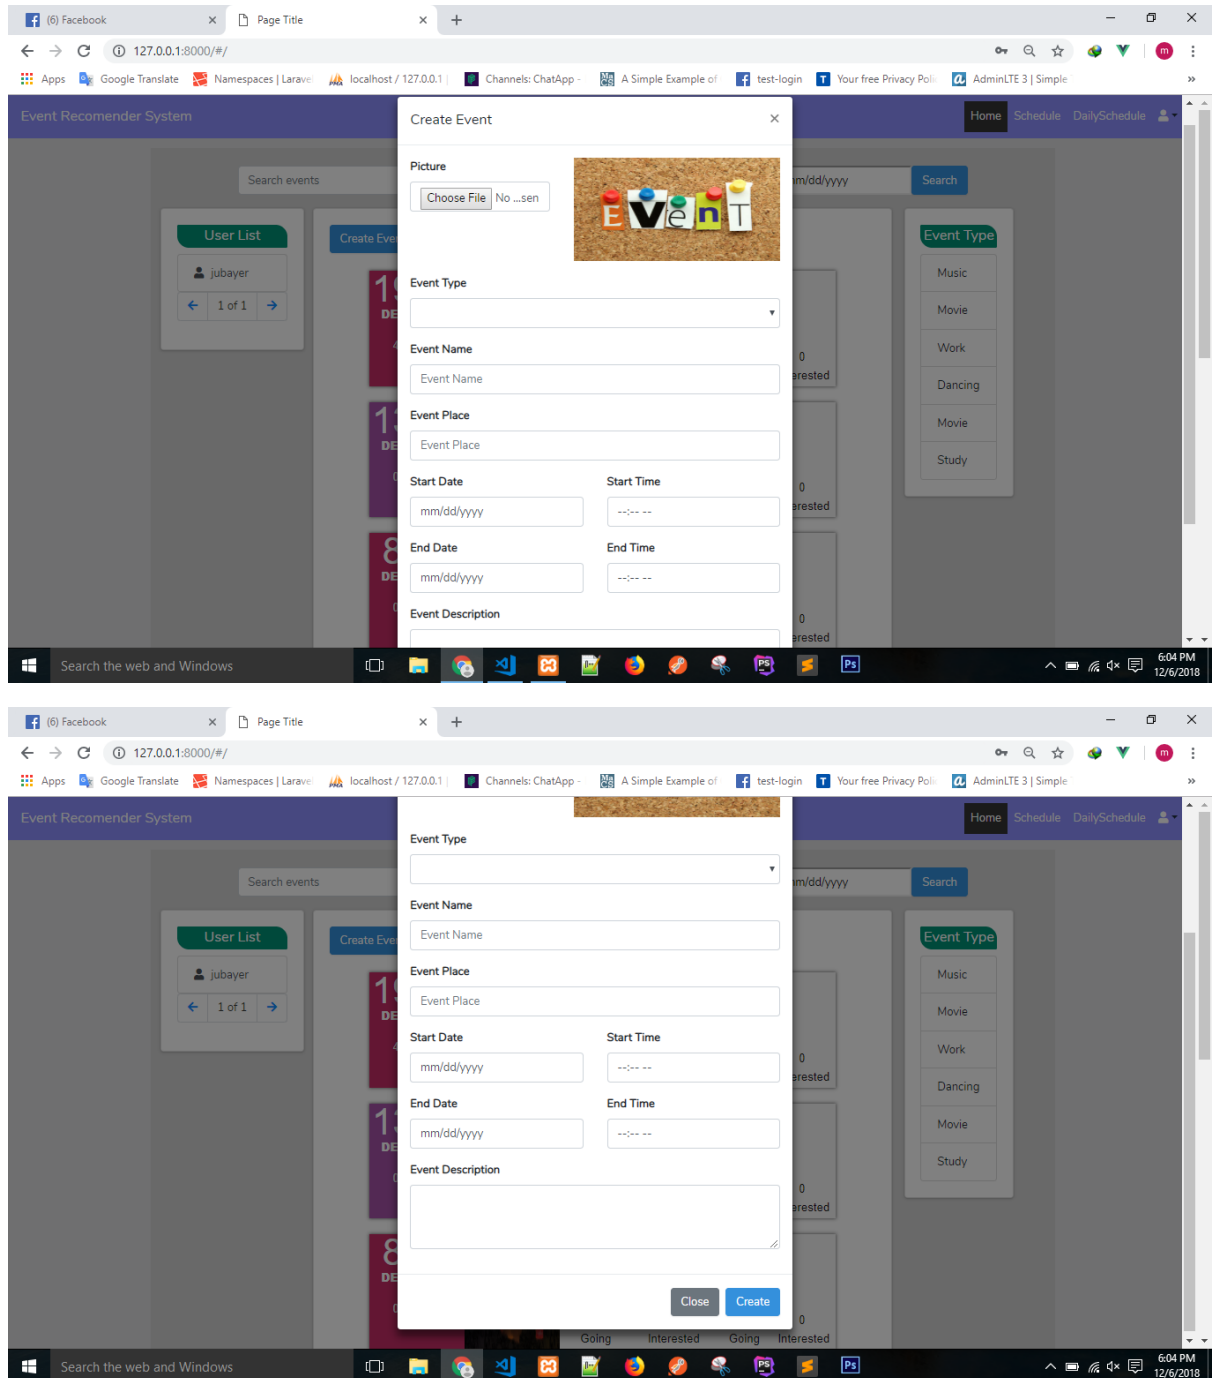 (6) Facebook
Page Title
127.0.0.1:8000/#/
Apps Google Translate Namespaces | Larave localhost / 127.0.0.1 | Channels: ChatApp - A Simple Example of test-login Your free Privacy Poli AdminLTE 3 | Simple
Event Recomender System
Create Event
Home Schedule DailySchedule
Picture
Choose File No ...sen
EVenT
Search events
mm/dd/yyyy
Search
User List
Create Eve
Event Type
jubayer
Music
1 of 1
Event Type
Movie
Work
Event Name
Event Name
Dancing
0
erested
Event Place
Event Place
Movie
Study
Start Date Start Time
mm/dd/yyyy --:-- --
0
erested
End Date End Time
mm/dd/yyyy --:-- --
8
DE
Event Description
0
erested
Search the web and Windows
6:04 PM
12/6/2018
(6) Facebook
Page Title
127.0.0.1:8000/#/
Apps Google Translate Namespaces | Larave localhost / 127.0.0.1 | Channels: ChatApp - A Simple Example of test-login Your free Privacy Poli AdminLTE 3 | Simple
Event Recomender System
Home Schedule DailySchedule
Event Type
Search events
mm/dd/yyyy
Search
Event Name
Event Name
User List
Create Eve
Event Type
jubayer
Event Place
Event Place
Music
1 of 1
Movie
Start Date Start Time
mm/dd/yyyy --:-- --
Work
0
erested
Dancing
End Date End Time
mm/dd/yyyy --:-- --
Movie
Study
Event Description
0
erested
8
DE
Close Create
0
Going Interested Going Interested
Search the web and Windows
6:04 PM
12/6/2018